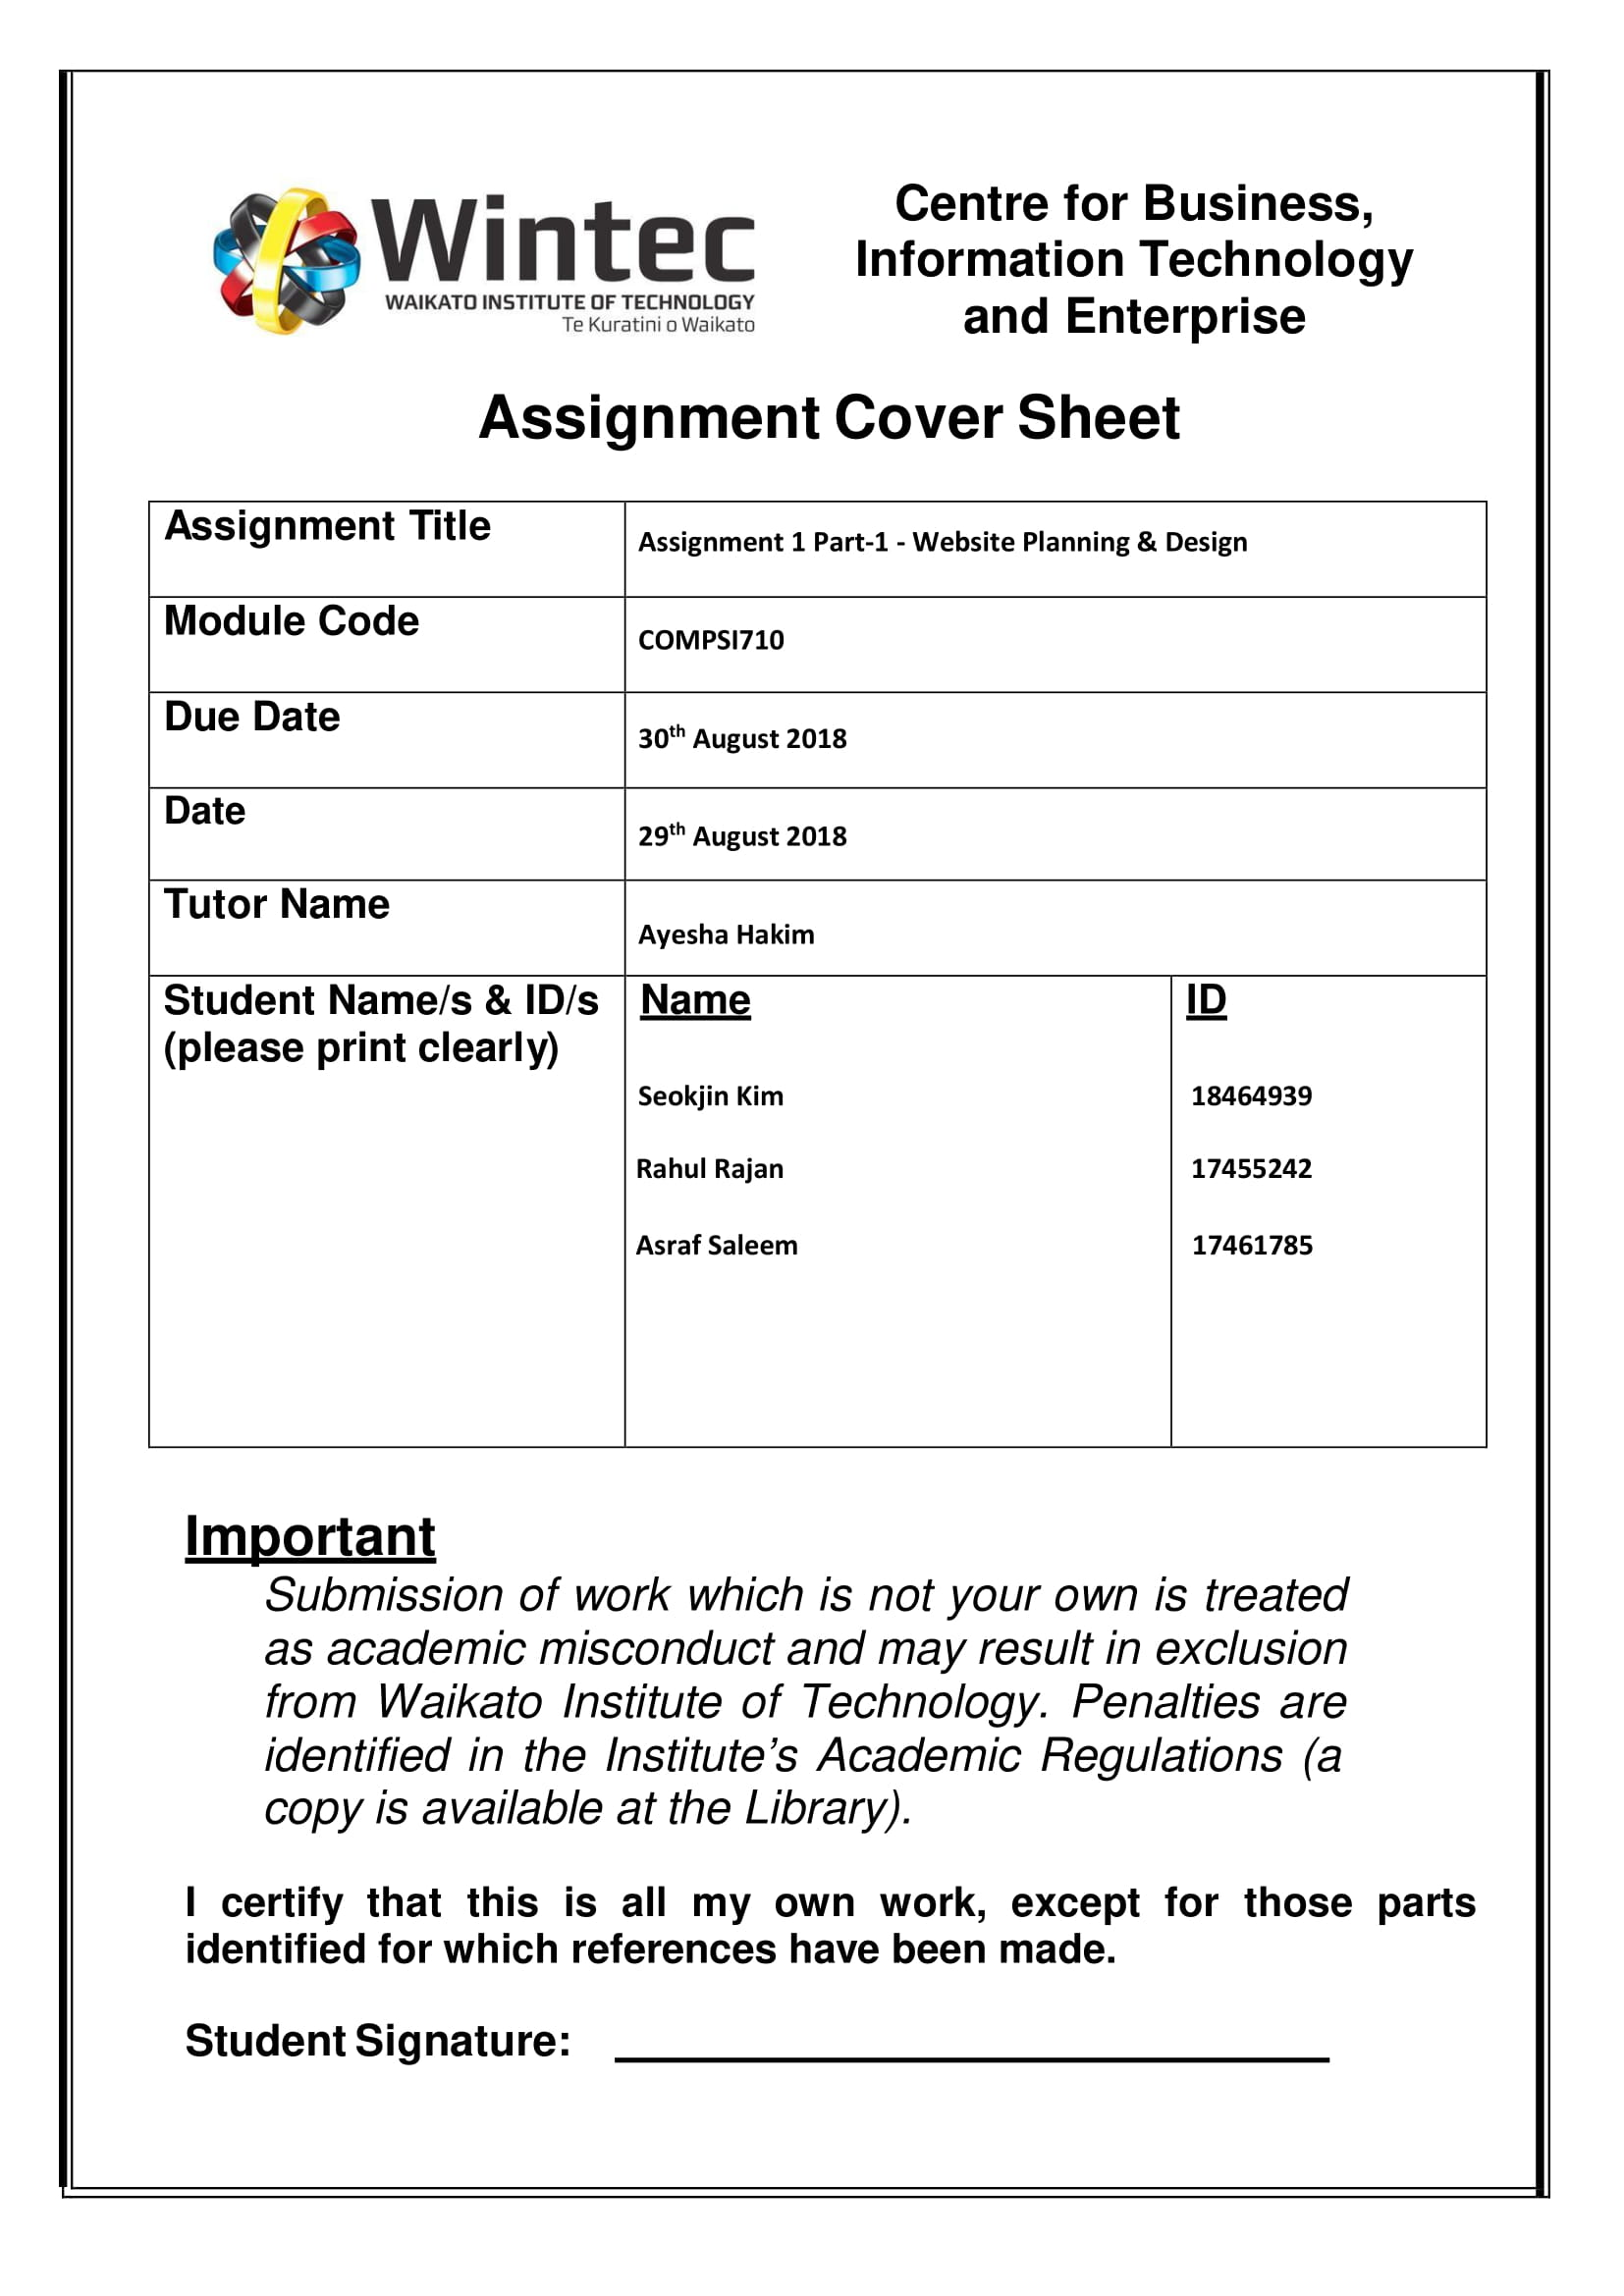 Wintec
WAIKATO INSTITUTE OF TECHNOLOGY
Te Kuratini o Waikato
Centre for Business,
Information Technology
and Enterprise
Assignment Cover Sheet
Assignment Title
Assignment 1 Part-1 - Website Planning & Design
Module Code
COMPSI710
Due Date
30th August 2018
Date
29th August 2018
Tutor Name
Ayesha Hakim
Student Name/s & ID/s
(please print clearly)
Name
ID
Seokjin Kim
18464939
Rahul Rajan
17455242
Asraf Saleem
17461785
Important
Submission of work which is not your own is treated
as academic misconduct and may result in exclusion
from Waikato Institute of Technology. Penalties are
identified in the Institute's Academic Regulations (a
copy is available at the Library).
I certify that this is all my own work, except for those parts
identified for which references have been made.
Student Signature: